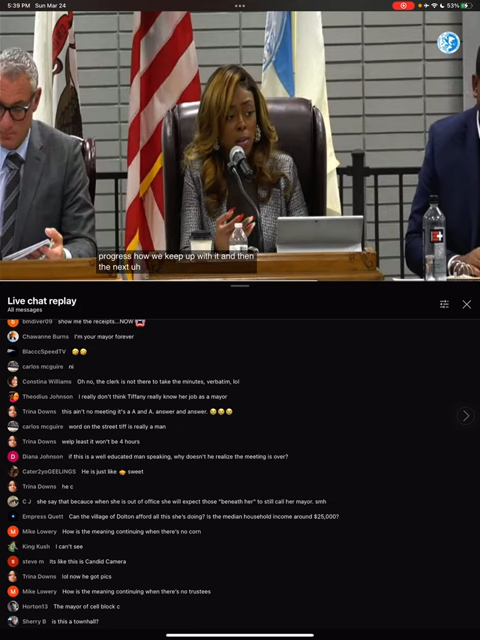 5:39 PM Sun Mar 24
53%
progress how we keep up with it and then
the next uh
Live chat replay
All messages
bmdiver09 show me the receipts...NOW
Chawanne Burns I'm your mayor forever
BlacccSpeedTV
carlos mcguire ni
Constina Williams Oh no, the clerk is not there to take the minutes, verbatim, lol
Theodius Johnson I really don't think Tiffany really know her job as a mayor
Trina Downs this ain't no meeting it's a A and A. answer and answer.
carlos mcguire word on the street tiff is really a man
Trina Downs welp least it won't be 4 hours
D Diana Johnson if this is a well educated man speaking, why doesn't he realize the meeting is over?
Cater2yoGEELINGS He is just like sweet
Trina Downs he c
C J she say that becauce when she is out of office she will expect those "beneath her" to still call her mayor. smh
Empress Quett Can the village of Dolton afford all this she's doing? Is the median household income around $25,000?
M Mike Lowery How is the meaning continuing when there's no corn
King Kush I can't see
s steve m Its like this is Candid Camera
Trina Downs lol now he got pics
M Mike Lowery How is the meaning continuing when there's no trustees
Horton13 The mayor of cell block c
Sherry B is this a townhall?